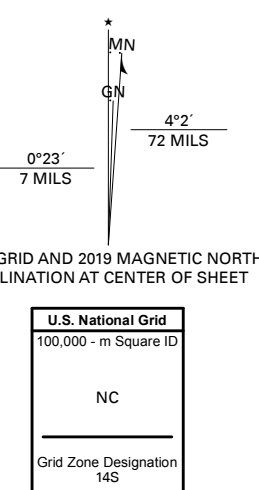 ★
MN
GN
4°2´
72 MILS
0°23´
7 MILS
GRID AND 2019 MAGNETIC NORTH
LINATION AT CENTER OF SHEET
U.S. National Grid
100,000 - m Square ID
NC
Grid Zone Designation
14S